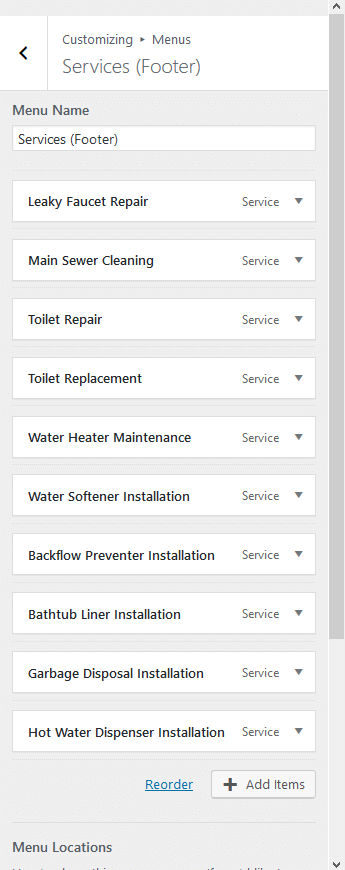 Customizing ▸ Menus
Services (Footer)
Menu Name
Services (Footer)
Leaky Faucet Repair Service
Main Sewer Cleaning Service
Toilet Repair Service
Toilet Replacement Service
Water Heater Maintenance Service
Water Softener Installation Service
Backflow Preventer Installation Service
Bathtub Liner Installation Service
Garbage Disposal Installation Service
Hot Water Dispenser Installation Service
Reorder + Add Items
Menu Locations